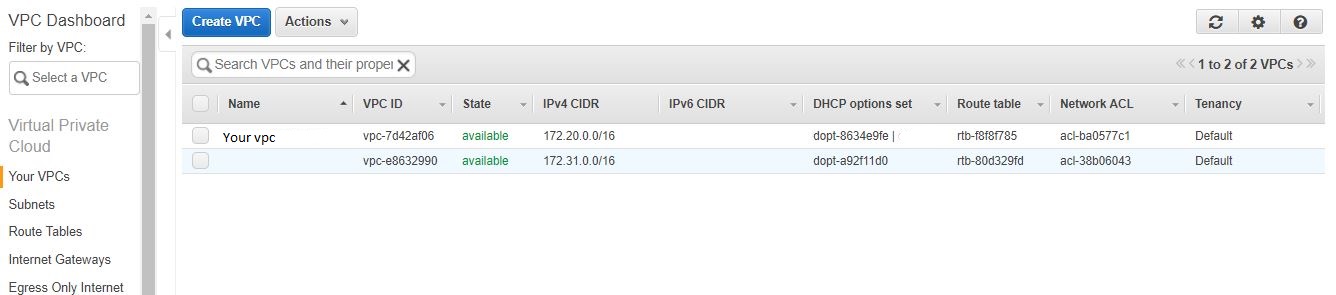 VPC Dashboard
Filter by VPC:
Select a VPC
Virtual Private
Cloud
Your VPCs
Subnets
Route Tables
Internet Gateways
Egress Only Internet
Create VPC Actions
Search VPCs and their proper
1 to 2 of 2 VPCs
Name VPC ID State IPv4 CIDR IPv6 CIDR DHCP options set Route table Network ACL Tenancy
Your vpc vpc-7d42af06 available 172.20.0.0/16 dopt-8634e9fe | rtb-f8f8f785 acl-ba0577c1 Default
vpc-e8632990 available 172.31.0.0/16 dopt-a92f11d0 rtb-80d329fd acl-38b06043 Default